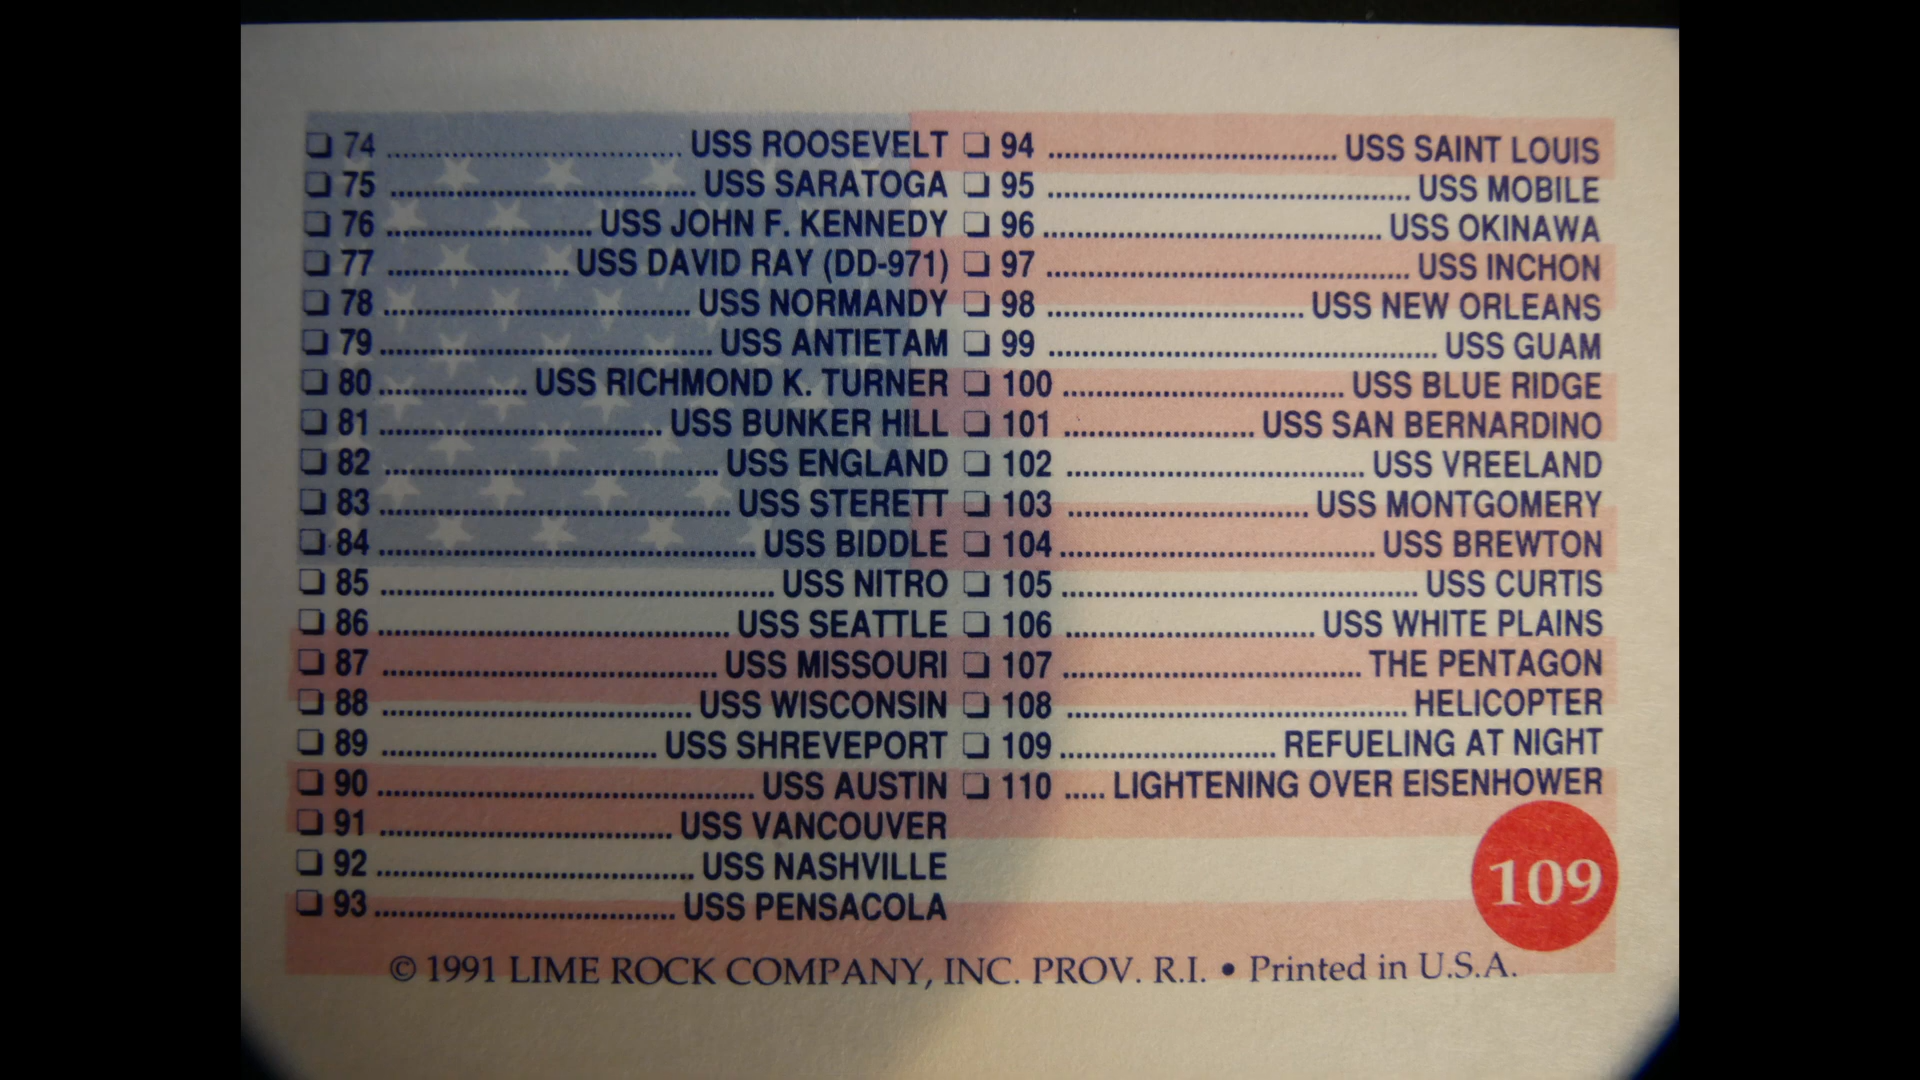 ❏ 74 ................................ USS ROOSEVELT
❏ 75 ................................ USS SARATOGA
❏ 76 ...................... USS JOHN F. KENNEDY
❏ 77 ................... USS DAVID RAY (DD-971)
❏ 78 ................................ USS NORMANDY
❏ 79 ................................... USS ANTIETAM
❏ 80 ............... USS RICHMOND K. TURNER
❏ 81 .............................. USS BUNKER HILL
❏ 82 ................................... USS ENGLAND
❏ 83 ..................................... USS STERETT
❏ 84 ........................................ USS BIDDLE
❏ 85 .......................................... USS NITRO
❏ 86 ..................................... USS SEATTLE
❏ 87 ................................... USS MISSOURI
❏ 88 ................................. USS WISCONSIN
❏ 89 ............................. USS SHREVEPORT
❏ 90 ........................................ USS AUSTIN
❏ 91 ............................... USS VANCOUVER
❏ 92 .................................. USS NASHVILLE
❏ 93 ................................ USS PENSACOLA
❏ 94 ............................... USS SAINT LOUIS
❏ 95 ....................................... USS MOBILE
❏ 96 .................................... USS OKINAWA
❏ 97 ....................................... USS INCHON
❏ 98 ........................... USS NEW ORLEANS
❏ 99 ......................................... USS GUAM
❏ 100 .............................. USS BLUE RIDGE
❏ 101 .................... USS SAN BERNARDINO
❏ 102 ................................ USS VREELAND
❏ 103 .......................... USS MONTGOMERY
❏ 104 .................................. USS BREWTON
❏ 105 ...................................... USS CURTIS
❏ 106 .......................... USS WHITE PLAINS
❏ 107 ................................ THE PENTAGON
❏ 108 .................................... HELICOPTER
❏ 109 ....................... REFUELING AT NIGHT
❏ 110 ..... LIGHTENING OVER EISENHOWER
109
© 1991 LIME ROCK COMPANY, INC. PROV. R.I. • Printed in U.S.A.